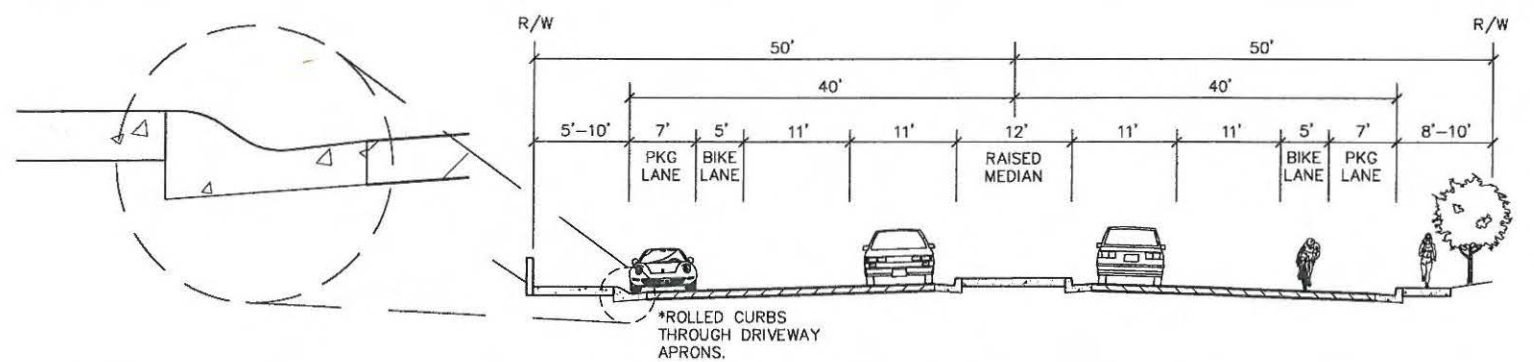 R/W
R/W
50'
50'
40'
40'
5'-10'
7'
5'
11'
11'
12'
11'
11'
5'
7'
8'-10'
PKG
LANE
BIKE
LANE
RAISED
MEDIAN
BIKE
LANE
PKG
LANE
*ROLLED CURBS
THROUGH DRIVEWAY
APRONS.